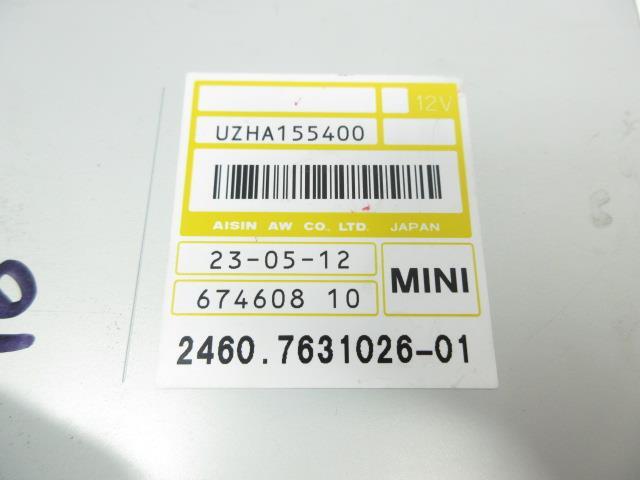 12V
UZHA155400
AISIN AW CO., LTD. JAPAN
23-05-12
MINI
674608 10
2460.7631026-01